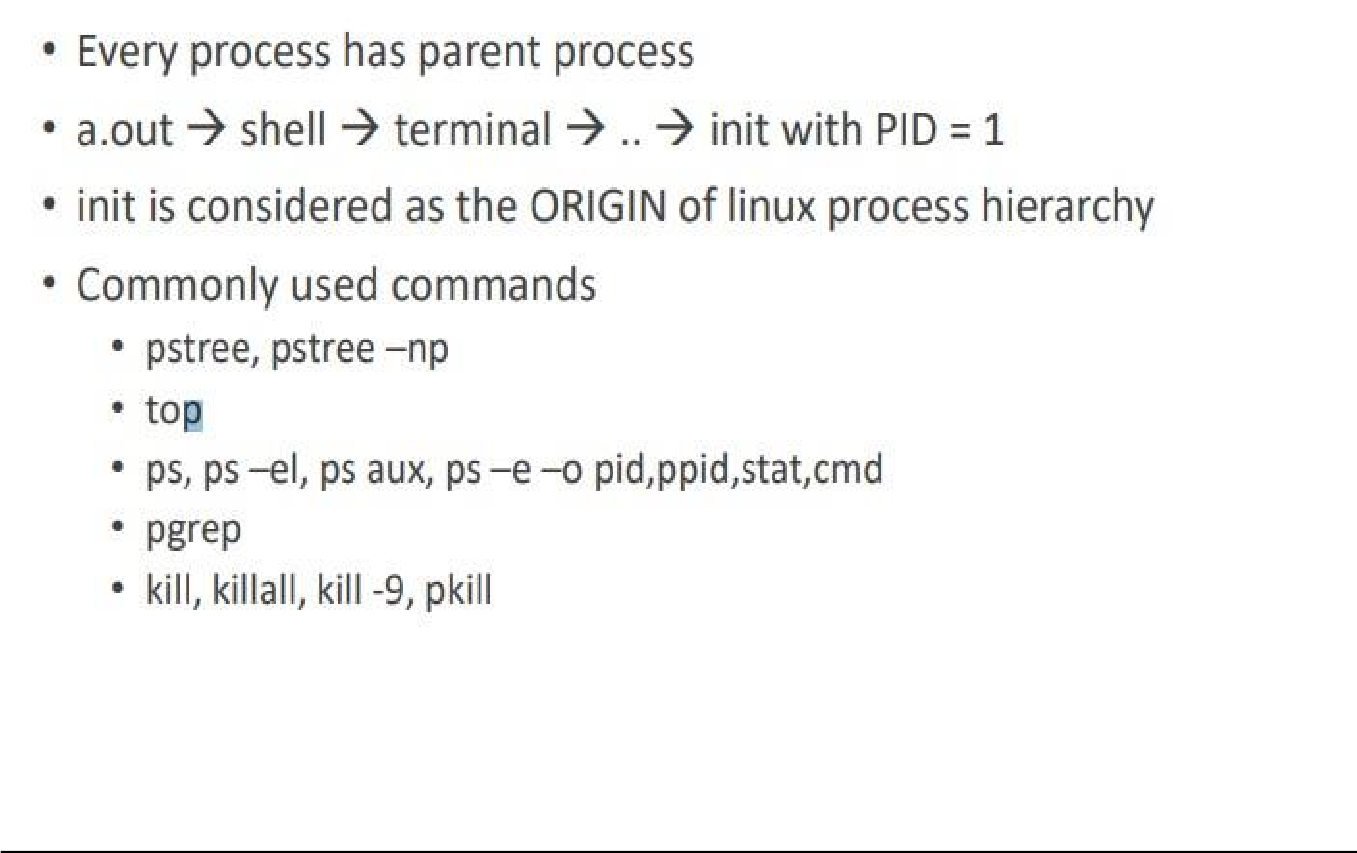 • Every process has parent process
• a.out → shell → terminal → .. → init with PID = 1
• init is considered as the ORIGIN of linux process hierarchy
• Commonly used commands
• pstree, pstree –np
• top
• ps, ps –el, ps aux, ps –e –o pid,ppid,stat,cmd
• pgrep
• kill, killall, kill -9, pkill